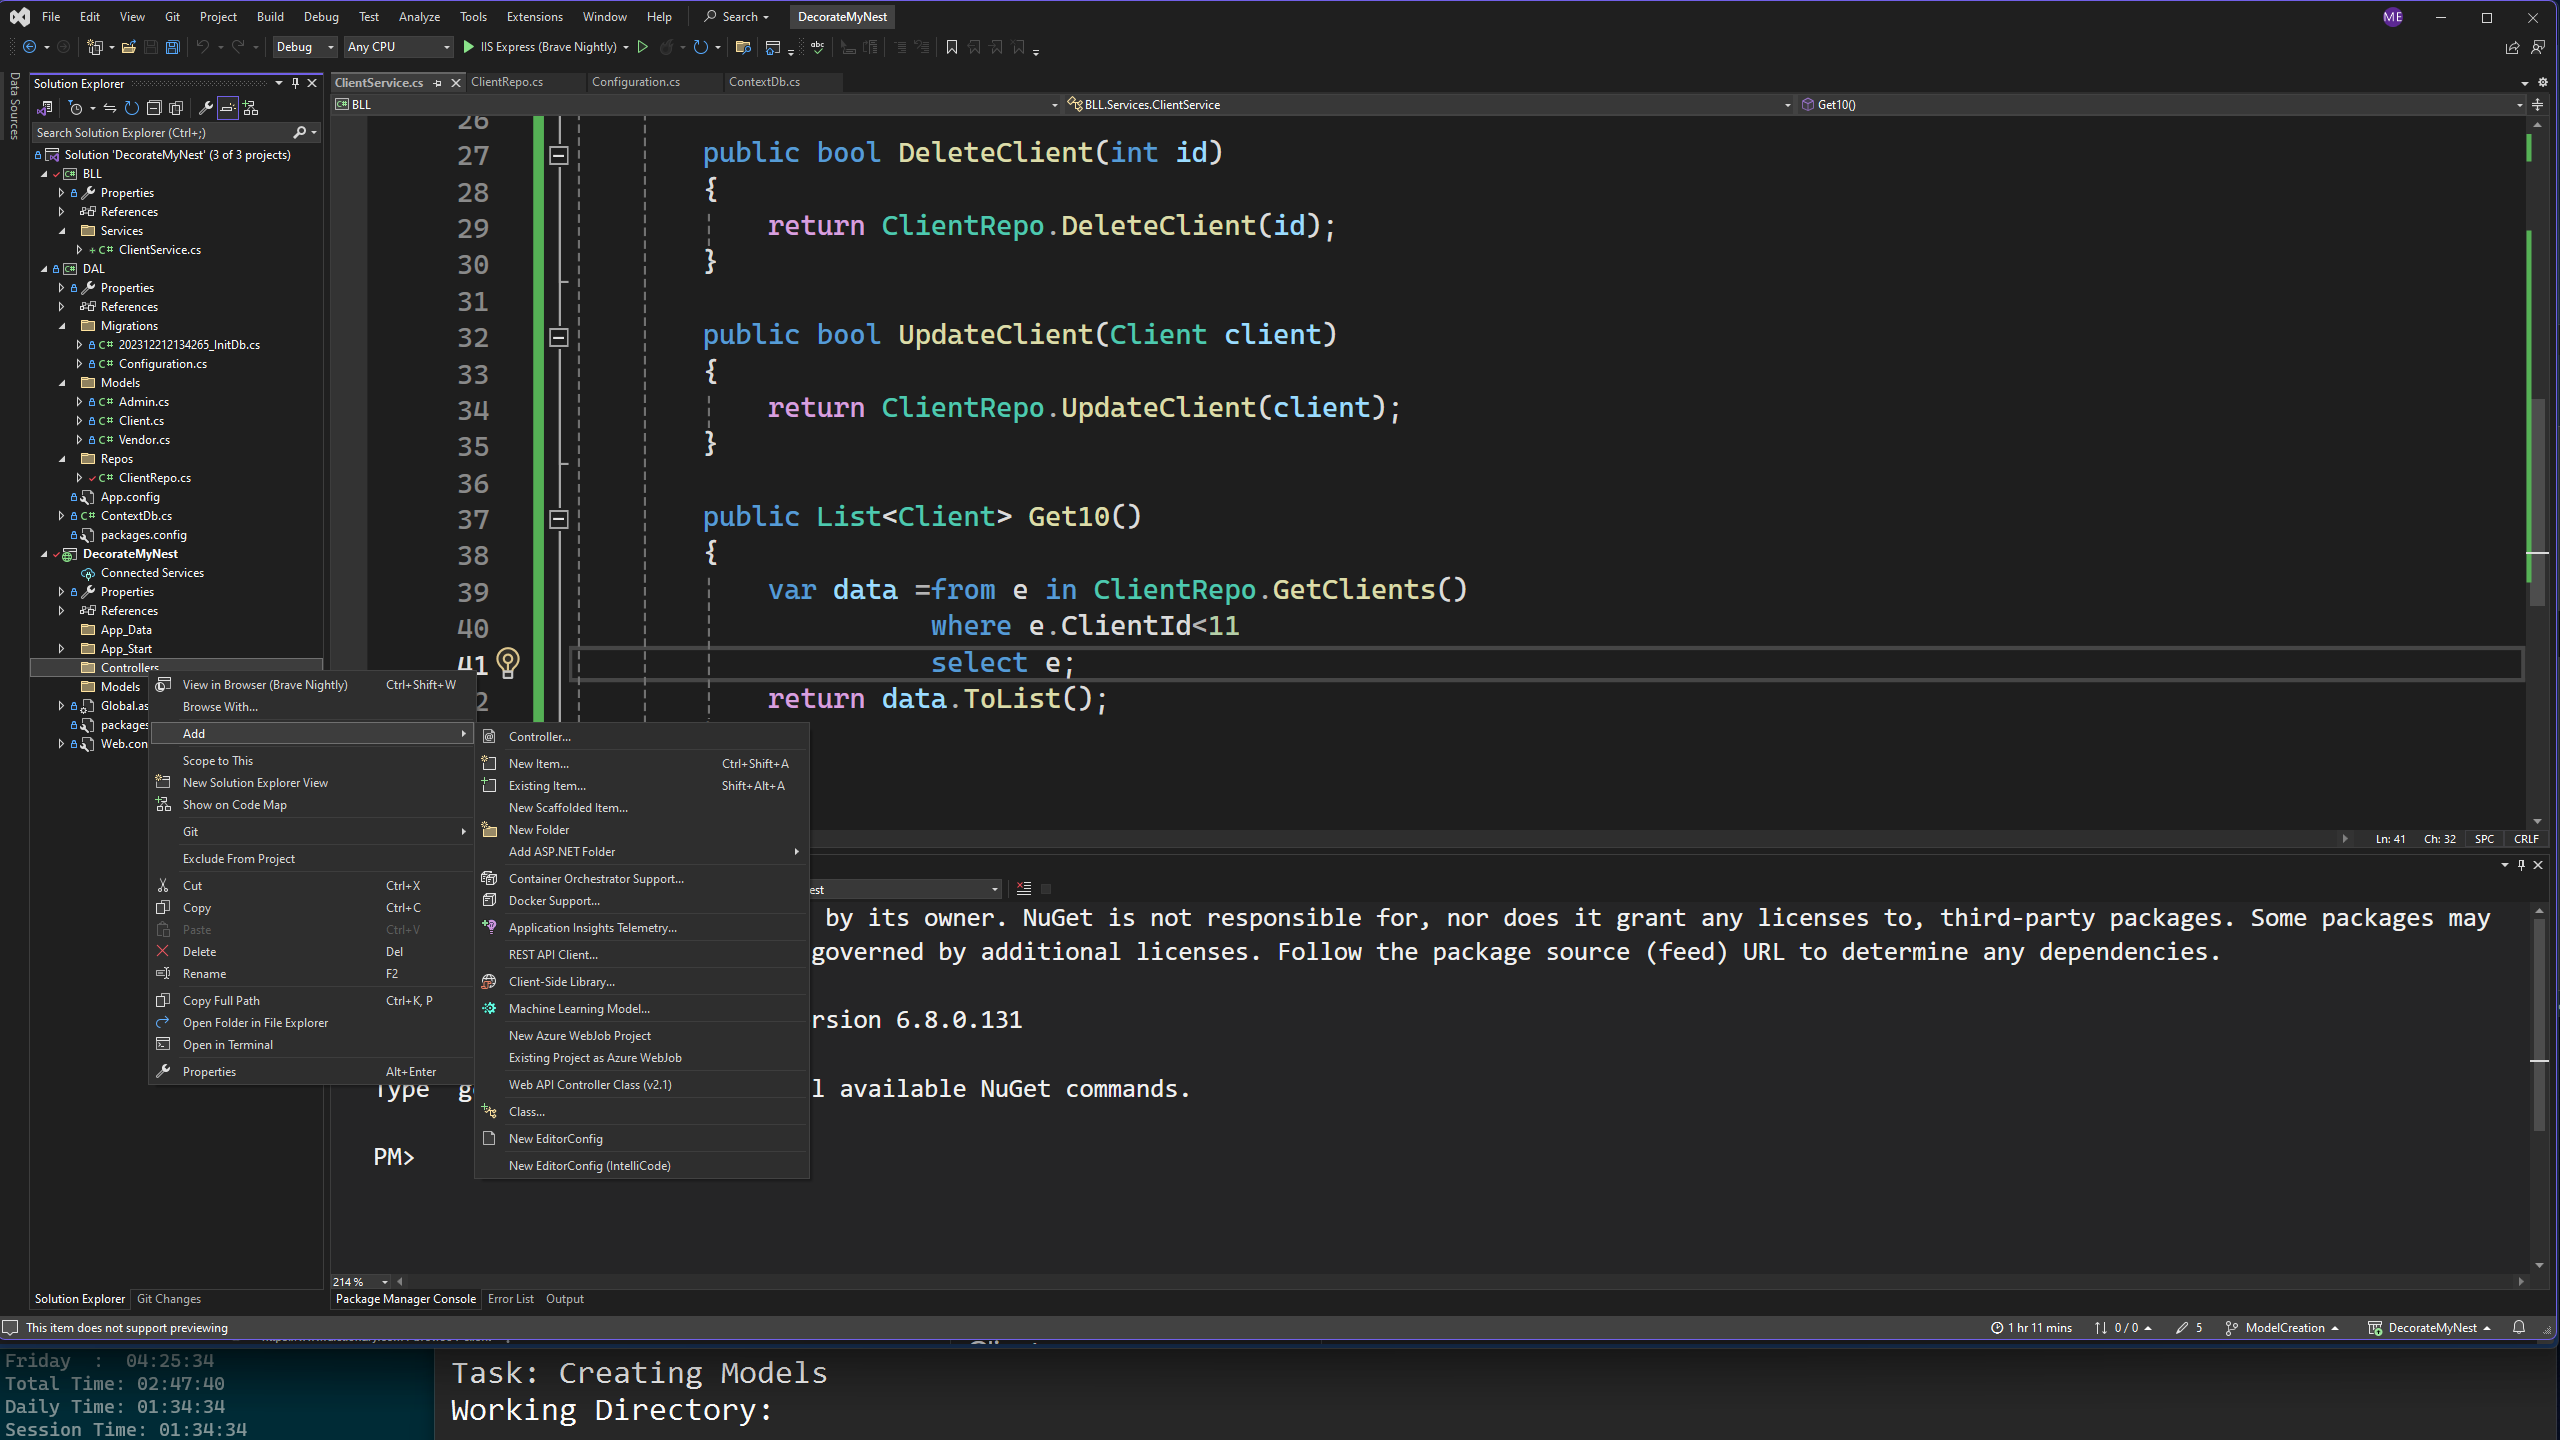 File Edit View Git Project Build Debug Test Analyze Tools Extensions Window Help Search DecorateMyNest ME
Debug Any CPU IIS Express (Brave Nightly)
Data Sources
Solution Explorer
Search Solution Explorer (Ctrl+;)
Solution 'DecorateMyNest' (3 of 3 projects)
BLL
Properties
References
Services
C# ClientService.cs
DAL
Properties
References
Migrations
C# 202312212134265_InitDb.cs
C# Configuration.cs
Models
C# Admin.cs
C# Client.cs
C# Vendor.cs
Repos
C# ClientRepo.cs
App.config
C# ContextDb.cs
packages.config
DecorateMyNest
Connected Services
Properties
References
App_Data
App_Start
Controllers
Models
Global.as
packages
Web.con
View in Browser (Brave Nightly) Ctrl+Shift+W
Browse With...
Add
Scope to This
New Solution Explorer View
Show on Code Map
Git
Exclude From Project
Cut Ctrl+X
Copy Ctrl+C
Paste Ctrl+V
Delete Del
Rename F2
Copy Full Path Ctrl+K, P
Open Folder in File Explorer
Open in Terminal
Properties Alt+Enter
Controller...
New Item... Ctrl+Shift+A
Existing Item... Shift+Alt+A
New Scaffolded Item...
New Folder
Add ASP.NET Folder
Container Orchestrator Support...
Docker Support...
Application Insights Telemetry...
REST API Client...
Client-Side Library...
Machine Learning Model...
New Azure WebJob Project
Existing Project as Azure WebJob
Web API Controller Class (v2.1)
Class...
New EditorConfig
New EditorConfig (IntelliCode)
ClientService.cs ClientRepo.cs Configuration.cs ContextDb.cs
C# BLL BLL.Services.ClientService Get10()
26
27 public bool DeleteClient(int id)
28 {
29 return ClientRepo.DeleteClient(id);
30 }
31
32 public bool UpdateClient(Client client)
33 {
34 return ClientRepo.UpdateClient(client);
35 }
36
37 public List<Client> Get10()
38 {
39 var data =from e in ClientRepo.GetClients()
40 where e.ClientId<11
41 select e;
2 return data.ToList();
Ln: 41 Ch: 32 SPC CRLF
est
by its owner. NuGet is not responsible for, nor does it grant any licenses to, third-party packages. Some packages may
governed by additional licenses. Follow the package source (feed) URL to determine any dependencies.
rsion 6.8.0.131
Type g l available NuGet commands.
PM>
214 %
Solution Explorer Git Changes
Package Manager Console Error List Output
This item does not support previewing 1 hr 11 mins 0 / 0 5 ModelCreation DecorateMyNest
Friday : 04:25:34
Total Time: 02:47:40
Daily Time: 01:34:34
Session Time: 01:34:34
Task: Creating Models
Working Directory: